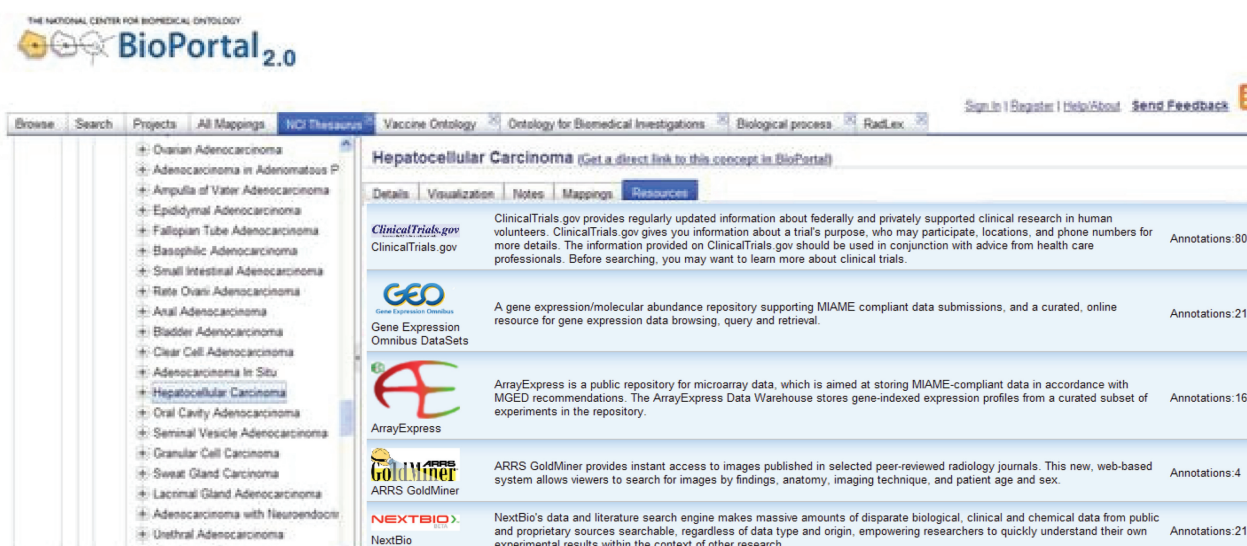 THE NATIONAL CENTER FOR BIOMEDICAL ONTOLOGY
BioPortal 2.0
Sign In | Register | Help/About Send Feedback
Browse Search Projects All Mappings NCI Thesaurus Vaccine Ontology Ontology for Biomedical Investigations Biological process RadLex
Ovarian Adenocarcinoma
Adenocarcinoma in Adenomatous P
Ampulla of Vater Adenocarcinoma
Epididymal Adenocarcinoma
Fallopian Tube Adenocarcinoma
Basophilic Adenocarcinoma
Small Intestinal Adenocarcinoma
Rete Ovarii Adenocarcinoma
Anal Adenocarcinoma
Bladder Adenocarcinoma
Clear Cell Adenocarcinoma
Adenocarcinoma In Situ
Hepatocellular Carcinoma
Oral Cavity Adenocarcinoma
Seminal Vesicle Adenocarcinoma
Granular Cell Carcinoma
Sweat Gland Carcinoma
Lacrimal Gland Adenocarcinoma
Adenocarcinoma with Neuroendocrin
Urethral Adenocarcinoma
Hepatocellular Carcinoma (Get a direct link to this concept in BioPortal)
Details Visualization Notes Mappings Resources
ClinicalTrials.gov
ClinicalTrials.gov
ClinicalTrials.gov provides regularly updated information about federally and privately supported clinical research in human
volunteers. ClinicalTrials.gov gives you information about a trial's purpose, who may participate, locations, and phone numbers for
more details. The information provided on ClinicalTrials.gov should be used in conjunction with advice from health care
professionals. Before searching, you may want to learn more about clinical trials.
Annotations:80
GEO
Gene Expression Omnibus
Gene Expression
Omnibus DataSets
A gene expression/molecular abundance repository supporting MIAME compliant data submissions, and a curated, online
resource for gene expression data browsing, query and retrieval.
Annotations:21
ArrayExpress
ArrayExpress is a public repository for microarray data, which is aimed at storing MIAME-compliant data in accordance with
MGED recommendations. The ArrayExpress Data Warehouse stores gene-indexed expression profiles from a curated subset of
experiments in the repository.
Annotations:16
ARRS
GoldMiner
ARRS GoldMiner
ARRS GoldMiner provides instant access to images published in selected peer-reviewed radiology journals. This new, web-based
system allows viewers to search for images by findings, anatomy, imaging technique, and patient age and sex.
Annotations:4
NEXTBIO
BETA
NextBio
NextBio's data and literature search engine makes massive amounts of disparate biological, clinical and chemical data from public
and proprietary sources searchable, regardless of data type and origin, empowering researchers to quickly understand their own
experimental results within the context of other research.
Annotations:21